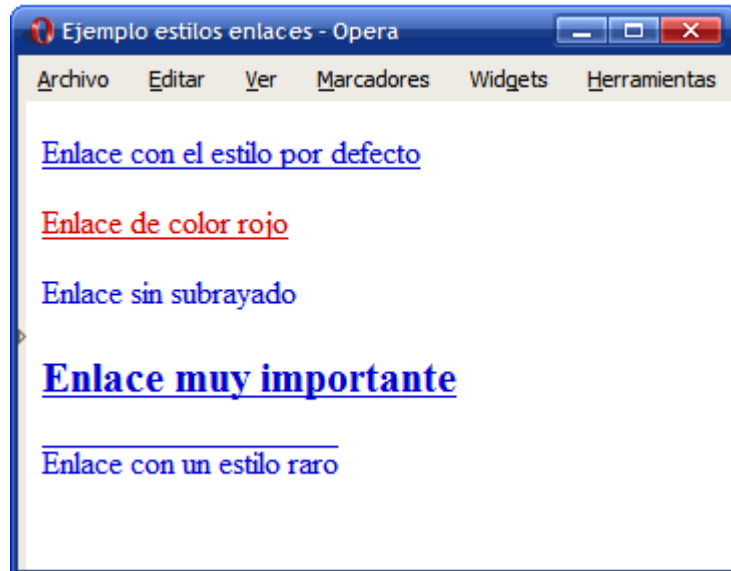 Ejemplo estilos enlaces - Opera
Archivo Editar Ver Marcadores Widgets Herramientas
Enlace con el estilo por defecto
Enlace de color rojo
Enlace sin subrayado
Enlace muy importante
Enlace con un estilo raro